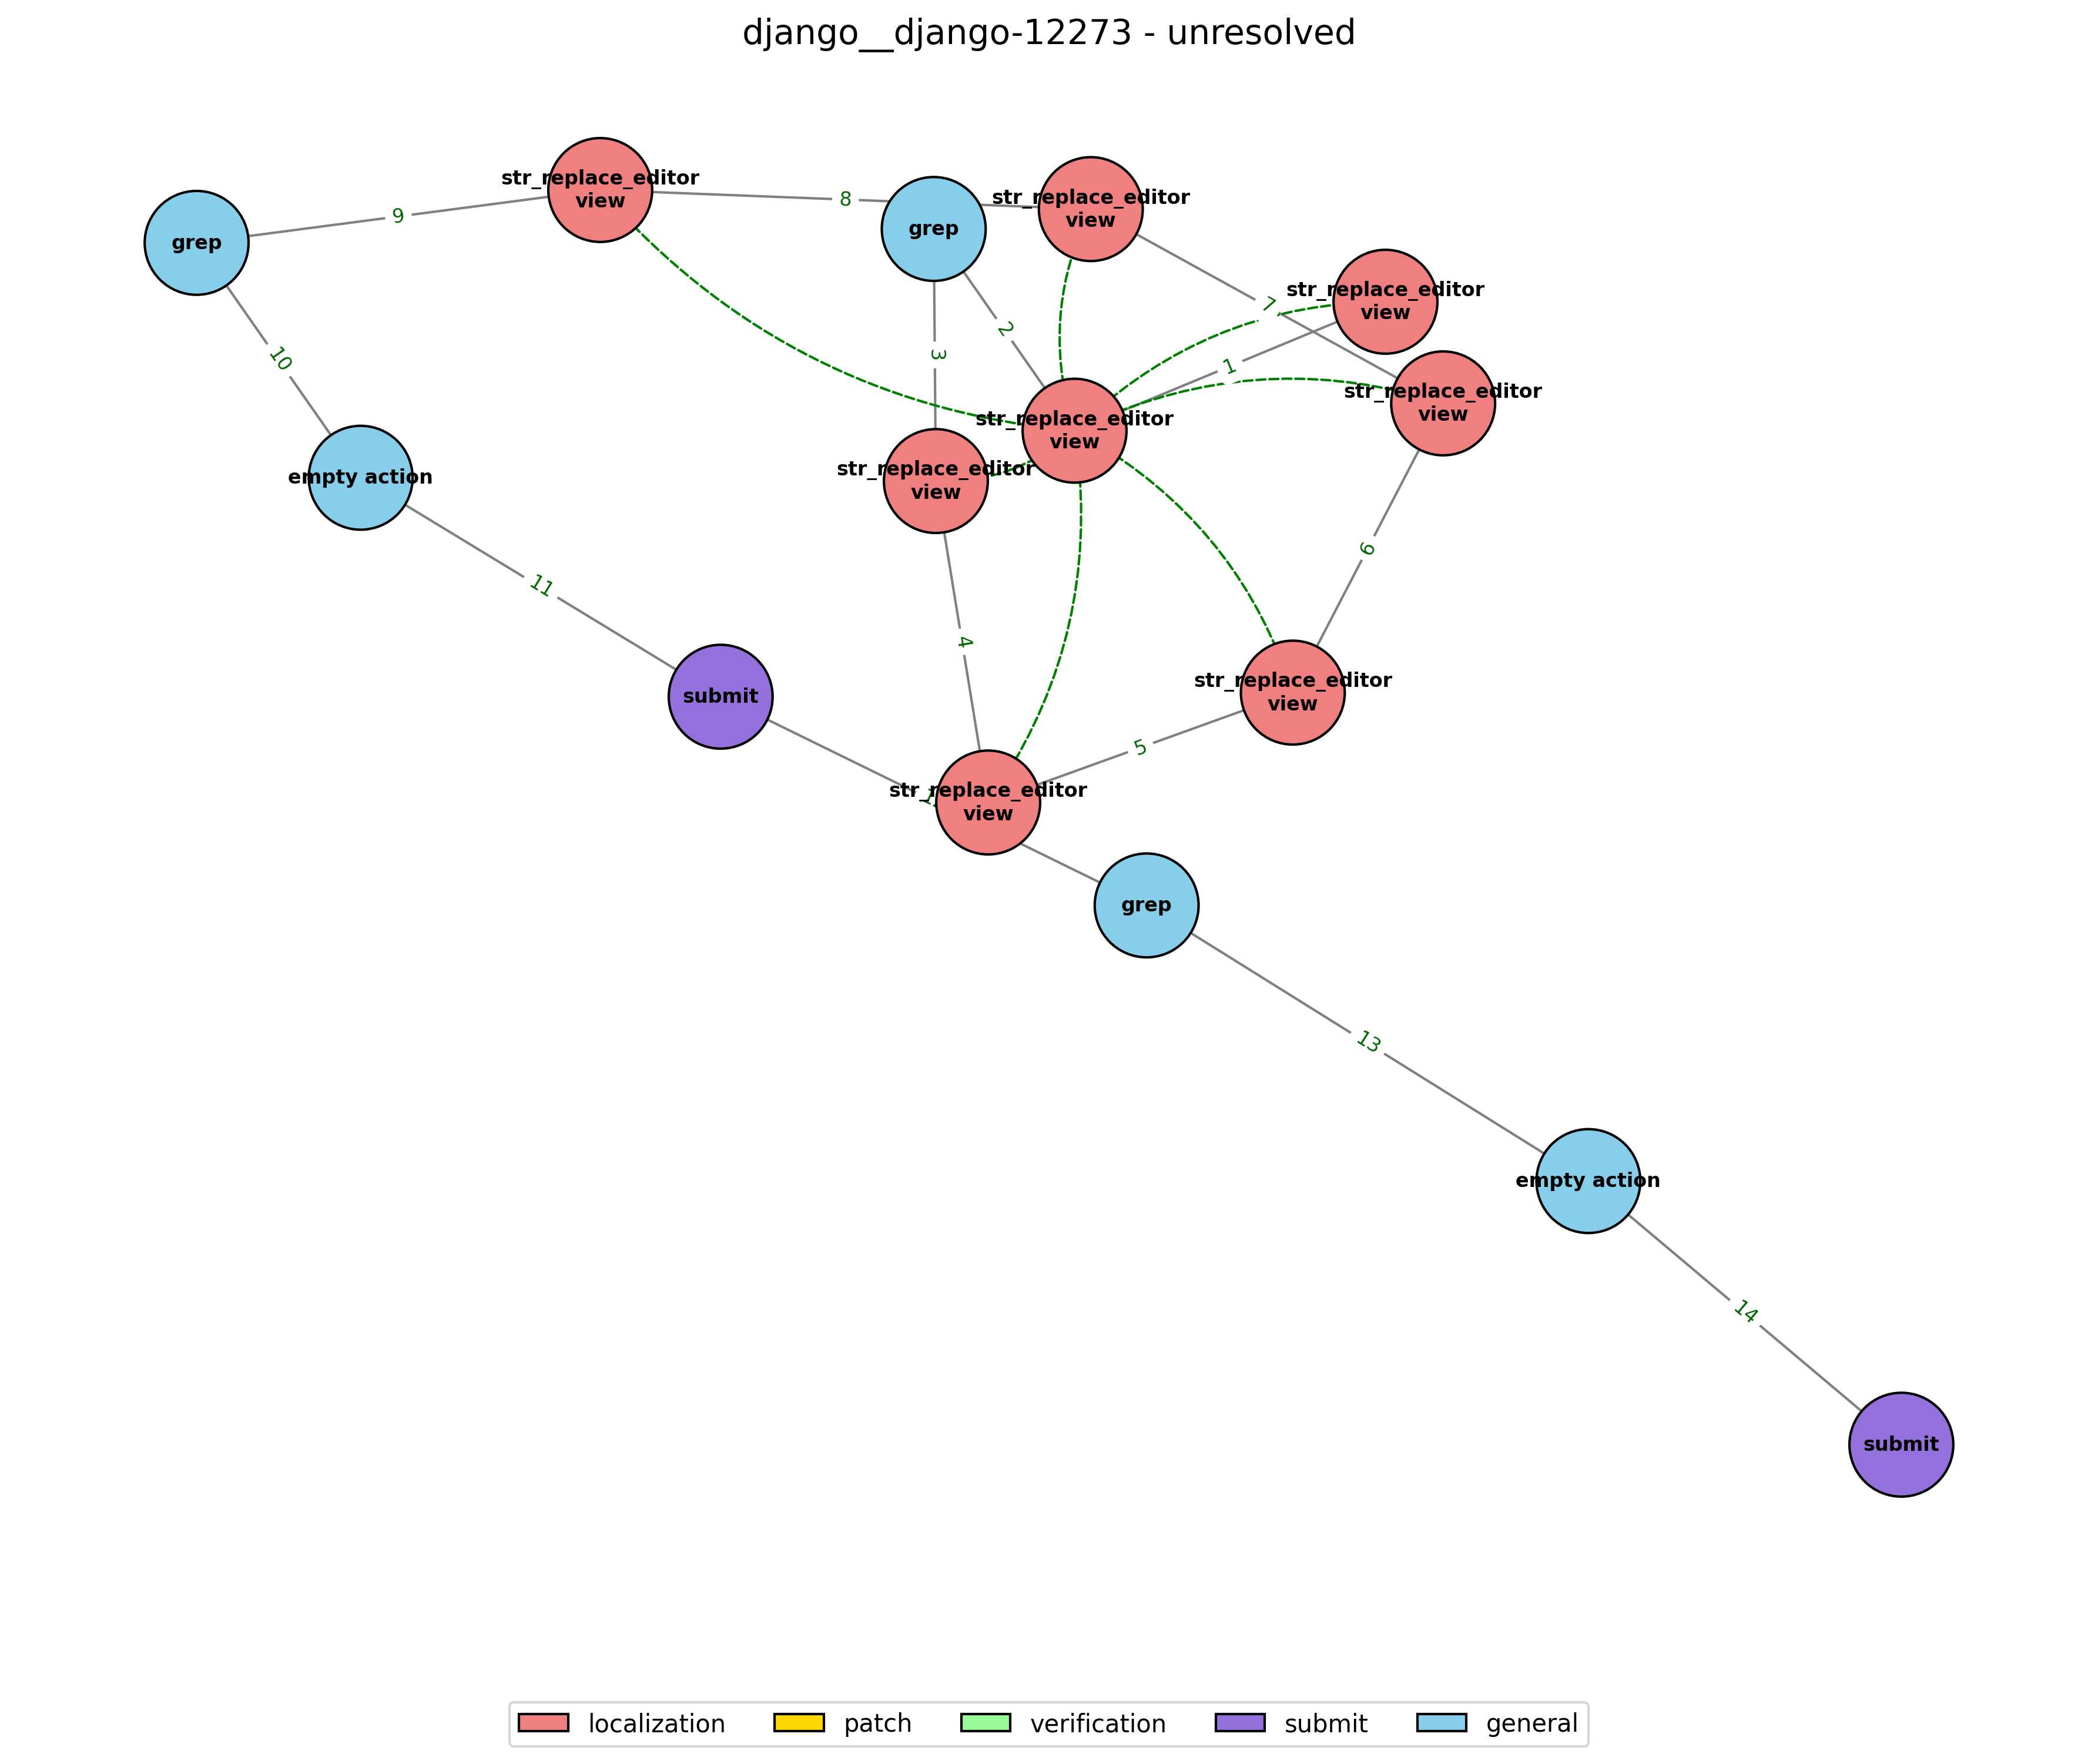 django__django-12273 - unresolved
str_replace_editor
view
8
str_replace_editor
view
9
grep
grep
7
str_replace_editor
view
10
2
3
1
str_replace_editor
view
str_replace_editor
view
str_replace_editor
view
empty action
6
11
4
submit
str_replace_editor
view
5
str_replace_editor
view
grep
13
empty action
14
submit
localization
patch
verification
submit
general